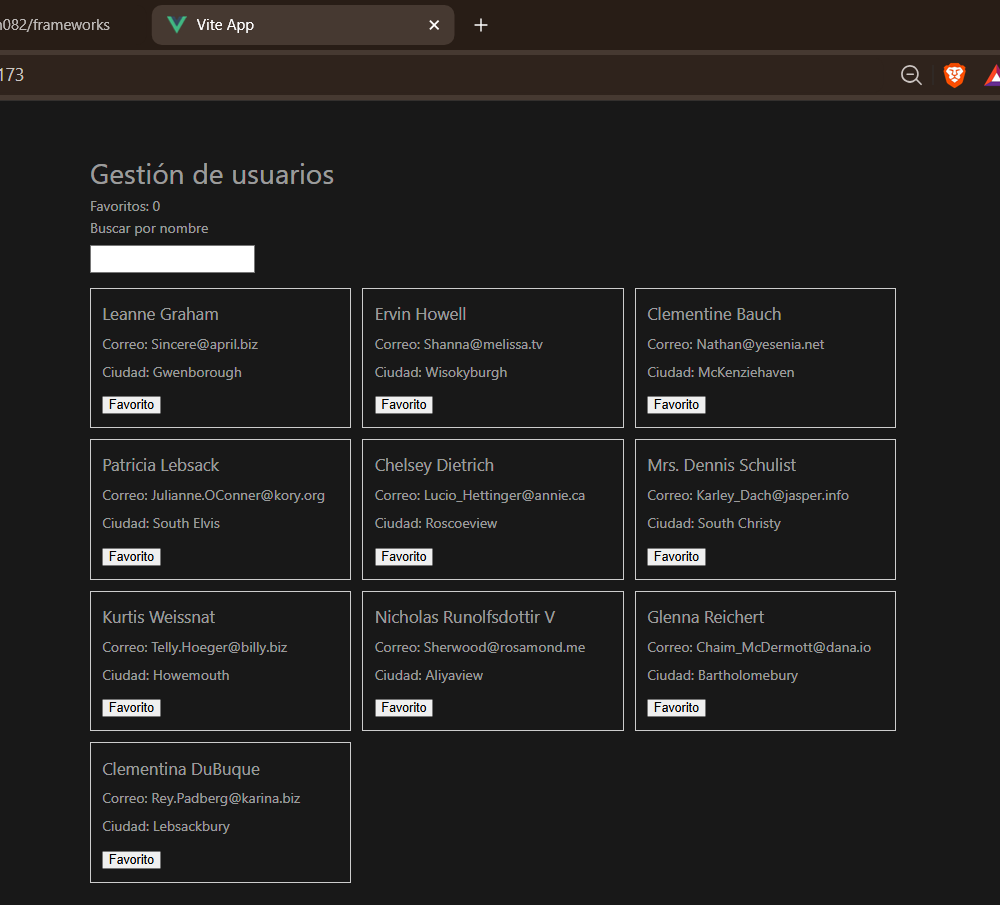 n082/frameworks
Vite App
173
Gestión de usuarios
Favoritos: 0
Buscar por nombre
Leanne Graham
Correo: Sincere@april.biz
Ciudad: Gwenborough
Favorito
Ervin Howell
Correo: Shanna@melissa.tv
Ciudad: Wisokyburgh
Favorito
Clementine Bauch
Correo: Nathan@yesenia.net
Ciudad: McKenziehaven
Favorito
Patricia Lebsack
Correo: Julianne.OConner@kory.org
Ciudad: South Elvis
Favorito
Chelsey Dietrich
Correo: Lucio_Hettinger@annie.ca
Ciudad: Roscoeview
Favorito
Mrs. Dennis Schulist
Correo: Karley_Dach@jasper.info
Ciudad: South Christy
Favorito
Kurtis Weissnat
Correo: Telly.Hoeger@billy.biz
Ciudad: Howemouth
Favorito
Nicholas Runolfsdottir V
Correo: Sherwood@rosamond.me
Ciudad: Aliyaview
Favorito
Glenna Reichert
Correo: Chaim_McDermott@dana.io
Ciudad: Bartholomebury
Favorito
Clementina DuBuque
Correo: Rey.Padberg@karina.biz
Ciudad: Lebsackbury
Favorito